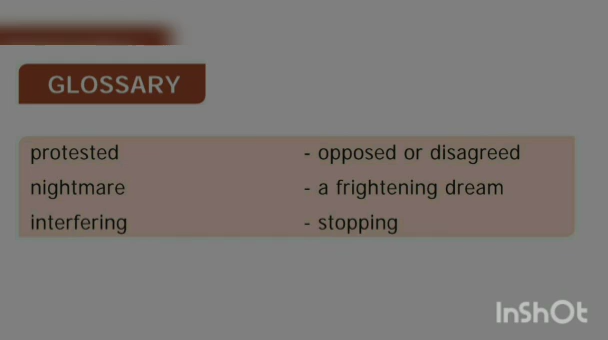 GLOSSARY
protested - opposed or disagreed
nightmare - a frightening dream
interfering - stopping
InShOt